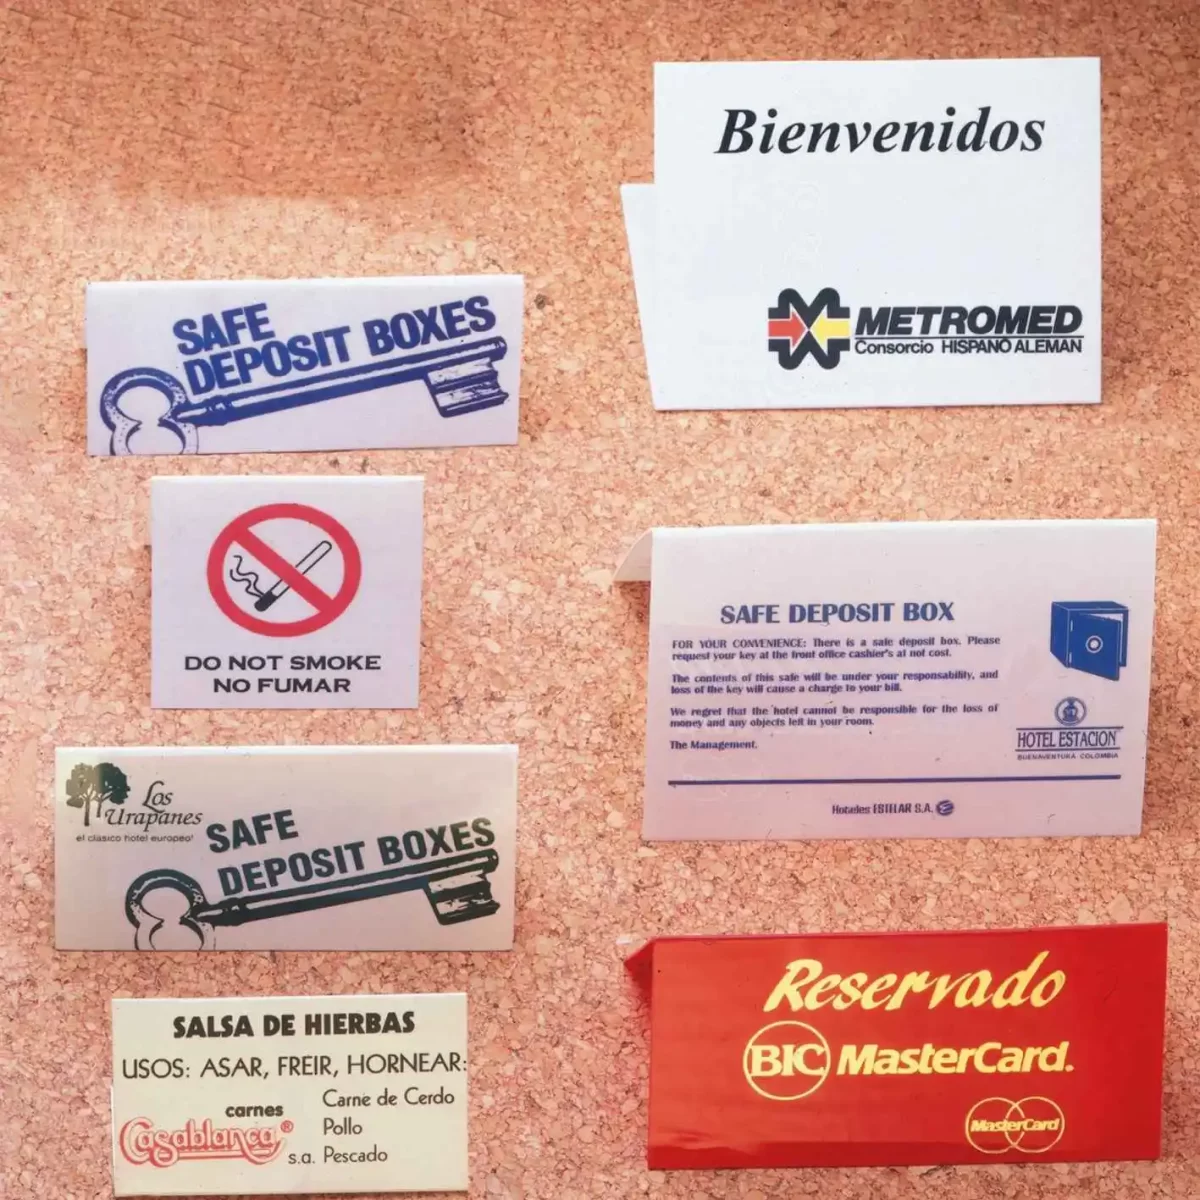 Bienvenidos
METROMED
Consorcio HISPANO ALEMAN
SAFE
DEPOSIT BOXES
DO NOT SMOKE
NO FUMAR
SAFE DEPOSIT BOX
FOR YOUR CONVENIENCE: There is a safe deposit box. Please
request your key at the front office cashier's at not cost.
The contents of this safe will be under your responsability, and
loss of the key will cause a charge to your bill.
We regret that the hotel cannot be responsible for the loss of
money and any objects left in your room.
The Management.
HOTEL ESTACION
BUENAVENTURA COLOMBIA
Hoteles ESTELAR S.A.
Los
Urapanes
el clasico hotel europeo!
SAFE
DEPOSIT BOXES
SALSA DE HIERBAS
USOS: ASAR, FREIR, HORNEAR:
Carne de Cerdo
Pollo
Pescado
carnes
Casablanca®
s.a.
Reservado
BIC MasterCard.
MasterCard